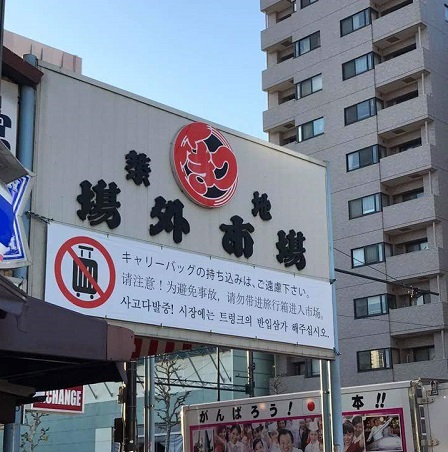 築地
場外市場
キャリーバッグの持ち込みは、ご遠慮下さい。
请注意！为避免事故，请勿带进旅行箱进入市场。
사고다발중! 시장에는 트렁크의 반입삼가 해주십시오.
CHANGE
がんばろう！ 本!!